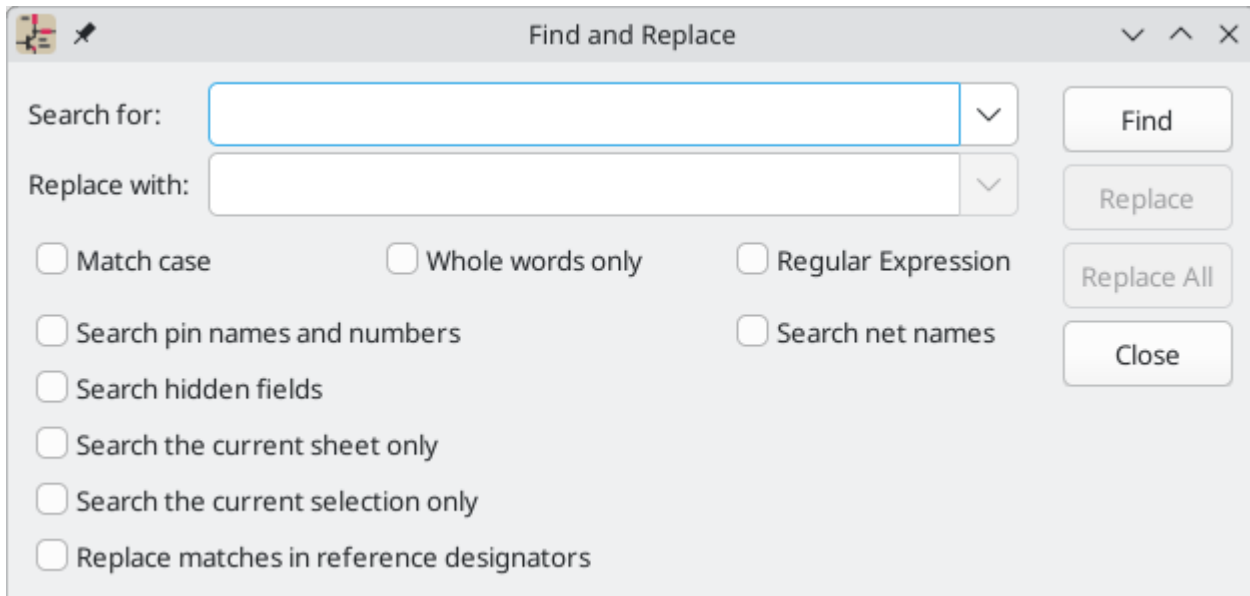 Find and Replace
Search for:
Find
Replace with:
Replace
Match case Whole words only Regular Expression
Replace All
Search pin names and numbers Search net names
Close
Search hidden fields
Search the current sheet only
Search the current selection only
Replace matches in reference designators